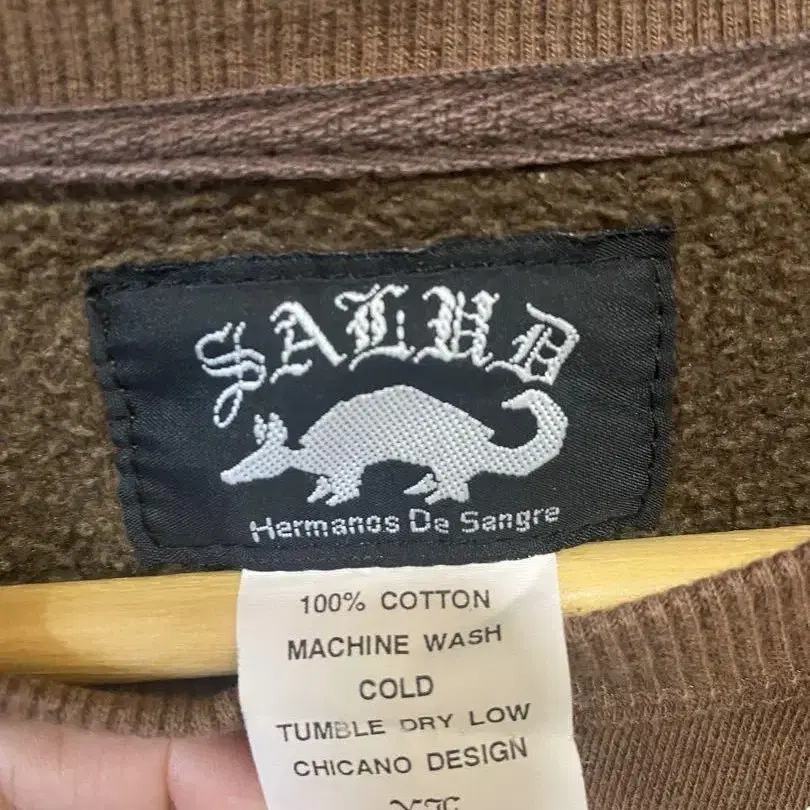 SALUD
Hermanos De Sangre
100% COTTON
MACHINE WASH
COLD
TUMBLE DRY LOW
CHICANO DESIGN